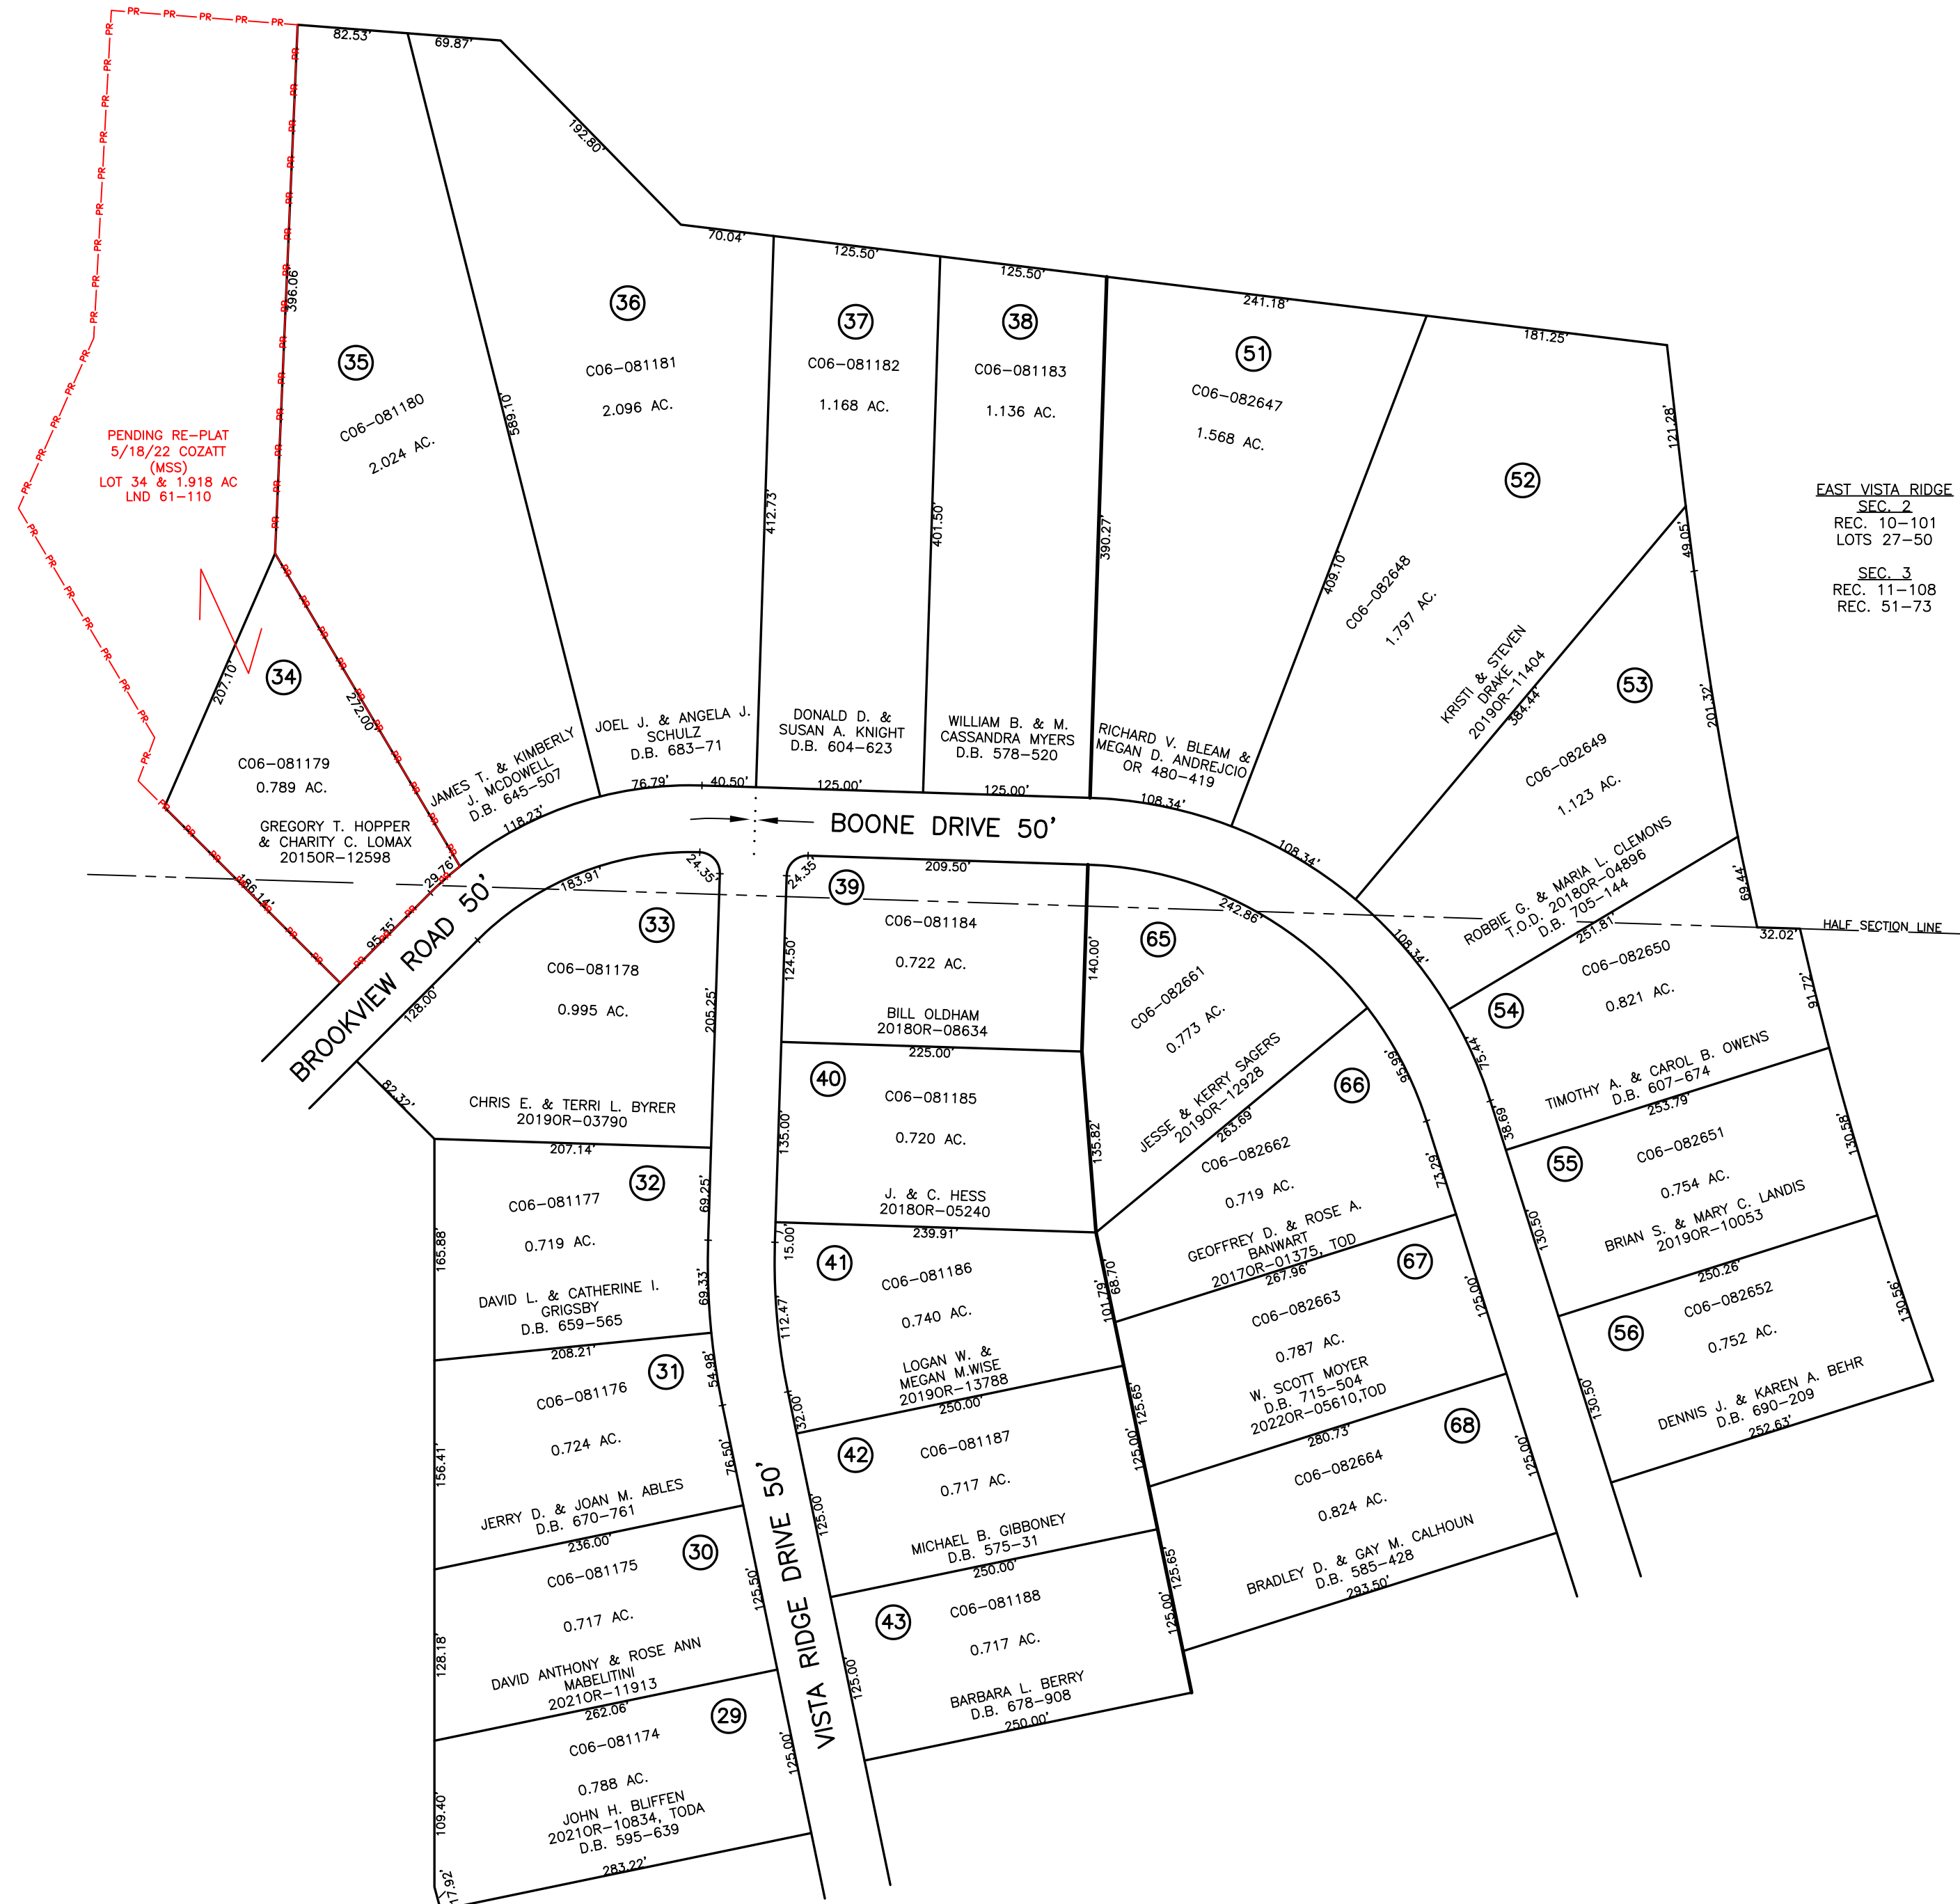 PR PR PR PR PR
82.53'
69.87'
192.80'
396.06'
70.04'
125.50'
125.50'
241.18'
181.25'
121.28'
49.05'
201.32'
35
C06-081180
2.024 AC.
JAMES T. & KIMBERLY
J. MCDOWELL
D.B. 645-507
118.23'
589.10'
36
C06-081181
2.096 AC.
JOEL J. & ANGELA J.
SCHULZ
D.B. 683-71
76.79'
40.50'
412.73'
37
C06-081182
1.168 AC.
DONALD D. &
SUSAN A. KNIGHT
D.B. 604-623
125.00'
401.50'
38
C06-081183
1.136 AC.
WILLIAM B. & M.
CASSANDRA MYERS
D.B. 578-520
125.00'
390.27'
51
C06-082647
1.568 AC.
RICHARD V. BLEAM &
MEGAN D. ANDREJCIO
OR 480-419
108.34'
409.10'
52
C06-082648
1.797 AC.
KRISTI & STEVEN
DRAKE
2019OR-11404
384.44'
108.34'
53
C06-082649
1.123 AC.
ROBBIE G. & MARIA L. CLEMONS
T.O.D. 2018OR-04896
D.B. 705-144
251.81'
108.34'
69.44'
32.02'
HALF SECTION LINE
EAST VISTA RIDGE
SEC. 2
REC. 10-101
LOTS 27-50
SEC. 3
REC. 11-108
REC. 51-73
PENDING RE-PLAT
5/18/22 COZATT
(MSS)
LOT 34 & 1.918 AC
LND 61-110
34
207.10'
272.00'
C06-081179
0.789 AC.
GREGORY T. HOPPER
& CHARITY C. LOMAX
2015OR-12598
186.14'
29.76'
95.35'
BROOKVIEW ROAD 50'
BOONE DRIVE 50'
VISTA RIDGE DRIVE 50'
183.91'
24.35'
33
C06-081178
0.995 AC.
CHRIS E. & TERRI L. BYRER
2019OR-03790
128.00'
82.32'
205.25'
207.14'
32
C06-081177
0.719 AC.
DAVID L. & CATHERINE I.
GRIGSBY
D.B. 659-565
165.88'
69.25'
69.33'
208.21'
31
C06-081176
0.724 AC.
JERRY D. & JOAN M. ABLES
D.B. 670-761
156.41'
54.98'
76.50'
236.00'
30
C06-081175
0.717 AC.
DAVID ANTHONY & ROSE ANN
MABELITINI
2021OR-11913
128.18'
125.50'
262.06'
29
C06-081174
0.788 AC.
JOHN H. BLIFFEN
2021OR-10834, TODA
D.B. 595-639
109.40'
125.00'
283.22'
17.92'
24.35'
209.50'
39
C06-081184
0.722 AC.
BILL OLDHAM
2018OR-08634
124.50'
140.00'
225.00'
40
C06-081185
0.720 AC.
J. & C. HESS
2018OR-05240
135.00'
135.82'
239.91'
15.00'
41
C06-081186
0.740 AC.
LOGAN W. &
MEGAN M.WISE
2019OR-13788
112.47'
32.00'
101.79'
68.70'
250.00'
42
C06-081187
0.717 AC.
MICHAEL B. GIBBONEY
D.B. 575-31
125.00'
125.00'
125.65'
250.00'
43
C06-081188
0.717 AC.
BARBARA L. BERRY
D.B. 678-908
125.00'
125.00'
125.65'
250.00'
242.86'
65
C06-082661
0.773 AC.
JESSE & KERRY SAGERS
2019OR-12928
263.69'
66
C06-082662
0.719 AC.
GEOFFREY D. & ROSE A.
BANWART
2017OR-01375, TOD
95.99'
73.29'
267.96'
67
C06-082663
0.787 AC.
W. SCOTT MOYER
D.B. 715-504
2022OR-05610,TOD
125.00'
280.73'
68
C06-082664
0.824 AC.
BRADLEY D. & GAY M. CALHOUN
D.B. 585-428
125.00'
293.50'
54
C06-082650
0.821 AC.
TIMOTHY A. & CAROL B. OWENS
D.B. 607-674
75.44'
38.69'
91.72'
253.79'
55
C06-082651
0.754 AC.
BRIAN S. & MARY C. LANDIS
2019OR-10053
130.50'
130.58'
250.26'
56
C06-082652
0.752 AC.
DENNIS J. & KAREN A. BEHR
D.B. 690-209
130.50'
130.56'
252.63'